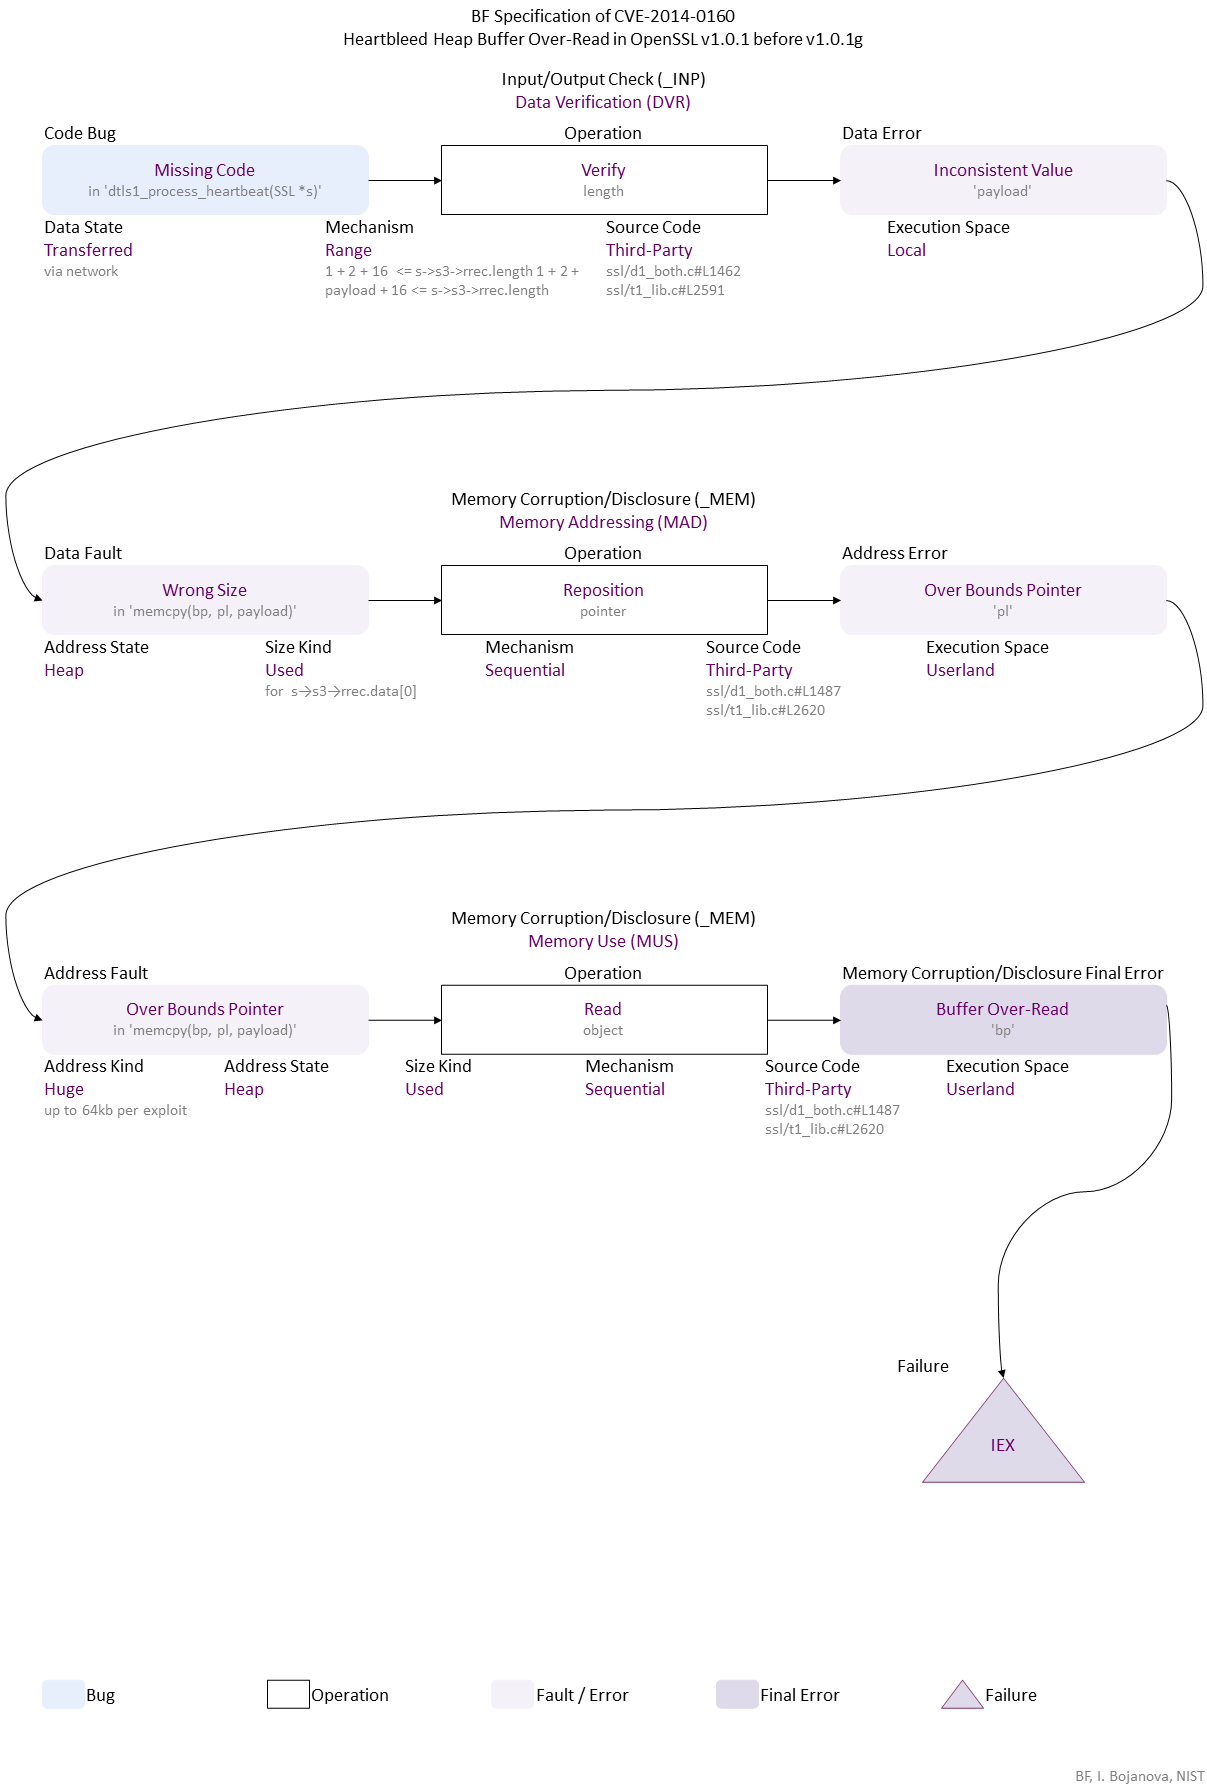 BF Specification of CVE-2014-0160
Heartbleed Heap Buffer Over-Read in OpenSSL v1.0.1 before v1.0.1g
Input/Output Check (_INP)
Data Verification (DVR)
Code Bug
Operation
Data Error
Missing Code
in 'dtls1_process_heartbeat(SSL *s)'
Verify
length
Inconsistent Value
'payload'
Data State
Transferred
via network
Mechanism
Range
1 + 2 + 16 <= s->s3->rrec.length 1 + 2 +
payload + 16 <= s->s3->rrec.length
Source Code
Third-Party
ssl/d1_both.c#L1462
ssl/t1_lib.c#L2591
Execution Space
Local
Memory Corruption/Disclosure (_MEM)
Memory Addressing (MAD)
Data Fault
Operation
Address Error
Wrong Size
in 'memcpy(bp, pl, payload)'
Reposition
pointer
Over Bounds Pointer
'pl'
Address State
Heap
Size Kind
Used
for s→s3→rrec.data[0]
Mechanism
Sequential
Source Code
Third-Party
ssl/d1_both.c#L1487
ssl/t1_lib.c#L2620
Execution Space
Userland
Memory Corruption/Disclosure (_MEM)
Memory Use (MUS)
Address Fault
Operation
Memory Corruption/Disclosure Final Error
Over Bounds Pointer
in 'memcpy(bp, pl, payload)'
Read
object
Buffer Over-Read
'bp'
Address Kind
Huge
up to 64kb per exploit
Address State
Heap
Size Kind
Used
Mechanism
Sequential
Source Code
Third-Party
ssl/d1_both.c#L1487
ssl/t1_lib.c#L2620
Execution Space
Userland
Failure
IEX
Bug
Operation
Fault / Error
Final Error
Failure
BF, I. Bojanova, NIST